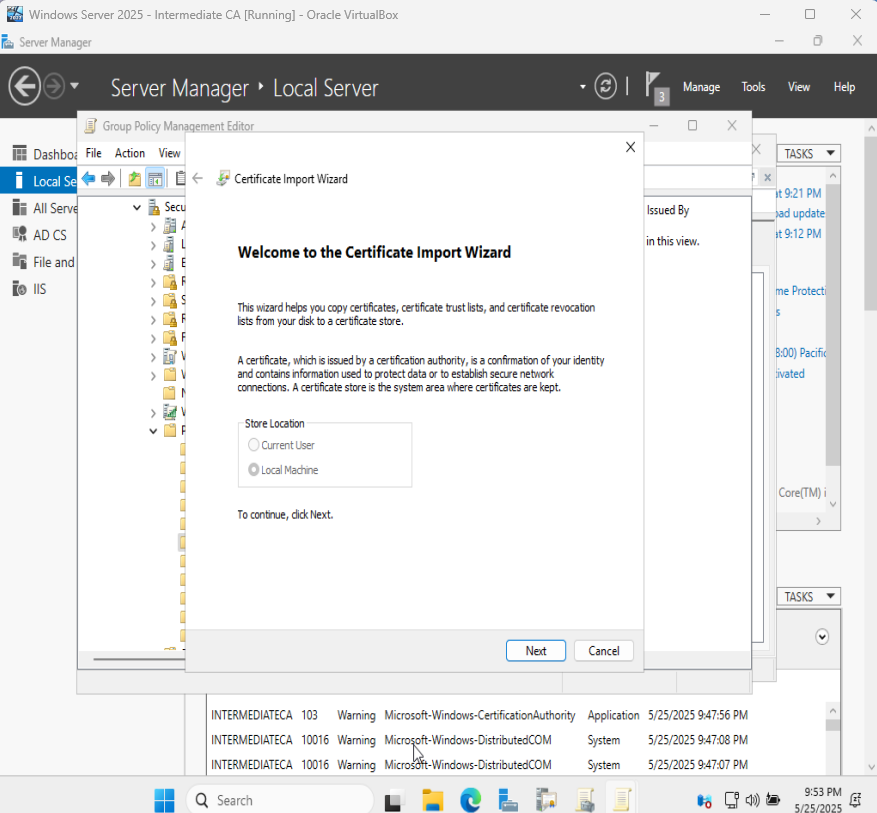 Windows Server 2025 - Intermediate CA [Running] - Oracle VirtualBox
Server Manager
Server Manager
Local Server
3
Manage
Tools
View
Help
Dashboa
Local Se
All Serve
AD CS
File and
IIS
Group Policy Management Editor
File
Action
View
Secu
Certificate Import Wizard
Welcome to the Certificate Import Wizard
This wizard helps you copy certificates, certificate trust lists, and certificate revocation
lists from your disk to a certificate store.
A certificate, which is issued by a certification authority, is a confirmation of your identity
and contains information used to protect data or to establish secure network
connections. A certificate store is the system area where certificates are kept.
Store Location
Current User
Local Machine
To continue, click Next.
Next
Cancel
Issued By
in this view.
TASKS
at 9:21 PM
oad update
at 9:12 PM
me Protecti
s
8:00) Pacific
ivated
Core(TM) i
TASKS
INTERMEDIATECA 103 Warning Microsoft-Windows-CertificationAuthority Application 5/25/2025 9:47:56 PM
INTERMEDIATECA 10016 Warning Microsoft-Windows-DistributedCOM System 5/25/2025 9:47:08 PM
INTERMEDIATECA 10016 Warning Microsoft-Windows-DistributedCOM System 5/25/2025 9:47:07 PM
Search
9:53 PM
5/25/2025